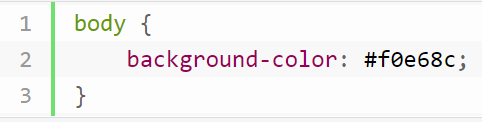 1 body {
2     background-color: #f0e68c;
3 }